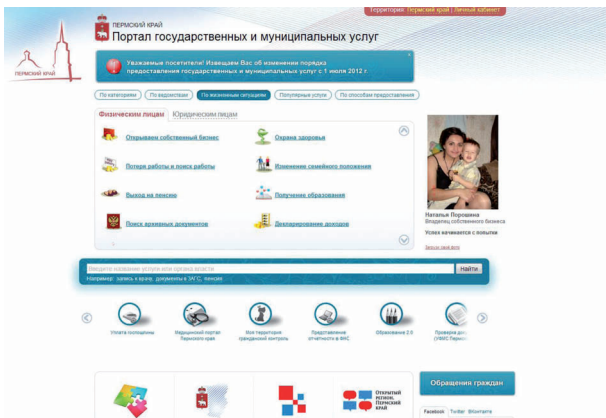 Территория: Пермский край | Личный кабинет
ПЕРМСКИЙ КРАЙ
Портал государственных и муниципальных услуг
ПЕРМСКИЙ КРАЙ
Уважаемые посетители! Извещаем Вас об изменении порядка
предоставления государственных и муниципальных услуг с 1 июля 2012 г.
По категориям
По ведомствам
По жизненным ситуациям
Популярные услуги
По способам предоставления
Физическим лицам
Юридическим лицам
Открываем собственный бизнес
Охрана здоровья
Потеря работы и поиск работы
Изменение семейного положения
Выход на пенсию
Получение образования
Поиск архивных документов
Декларирование доходов
Наталья Порошина
Владелец собственного бизнеса
Успех начинается с попытки
Введите название услуги или органа власти
Найти
Например: запись к врачу, документы в ЗАГС, пенсия
Уплата госпошлины
Медицинский портал
Пермского края
Моя территория
гражданский контроль
Представление
отчетности в ФНС
Образование 2.0
Проверка
(УФМС
Обращения граждан
ОТКРЫТЫЙ
РЕГИОН.
ПЕРМСКИЙ
КРАЙ
Facebook
Twitter
ВКонтакте